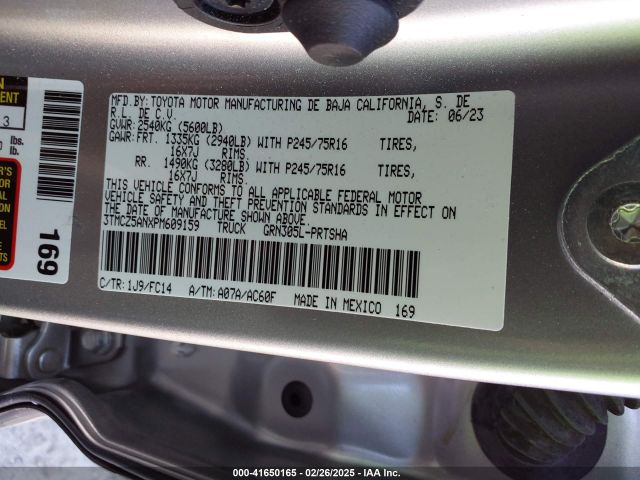 MFD.BY:TOYOTA MOTOR MANUFACTURING DE BAJA CALIFORNIA, S. DE
R.L. DE C.V. DATE: 06/23
GVWR: 2540KG (5600LB)
GAWR:FRT. 1335KG (2940LB) WITH P245/75R16 TIRES,
16X7J RIMS.
RR. 1490KG (3280LB) WITH P245/75R16 TIRES,
16X7J RIMS.
THIS VEHICLE CONFORMS TO ALL APPLICABLE FEDERAL MOTOR
VEHICLE SAFETY AND THEFT PREVENTION STANDARDS IN EFFECT ON
THE DATE OF MANUFACTURE SHOWN ABOVE.
3TMCZ5ANXPM609159 TRUCK GRN305L-PRTSHA
C/TR:1J9/FC14 A/TM:A07A/AC60F MADE IN MEXICO 169
lbs.
kg.
169
000-41650165 02/26/2025 IAA Inc.